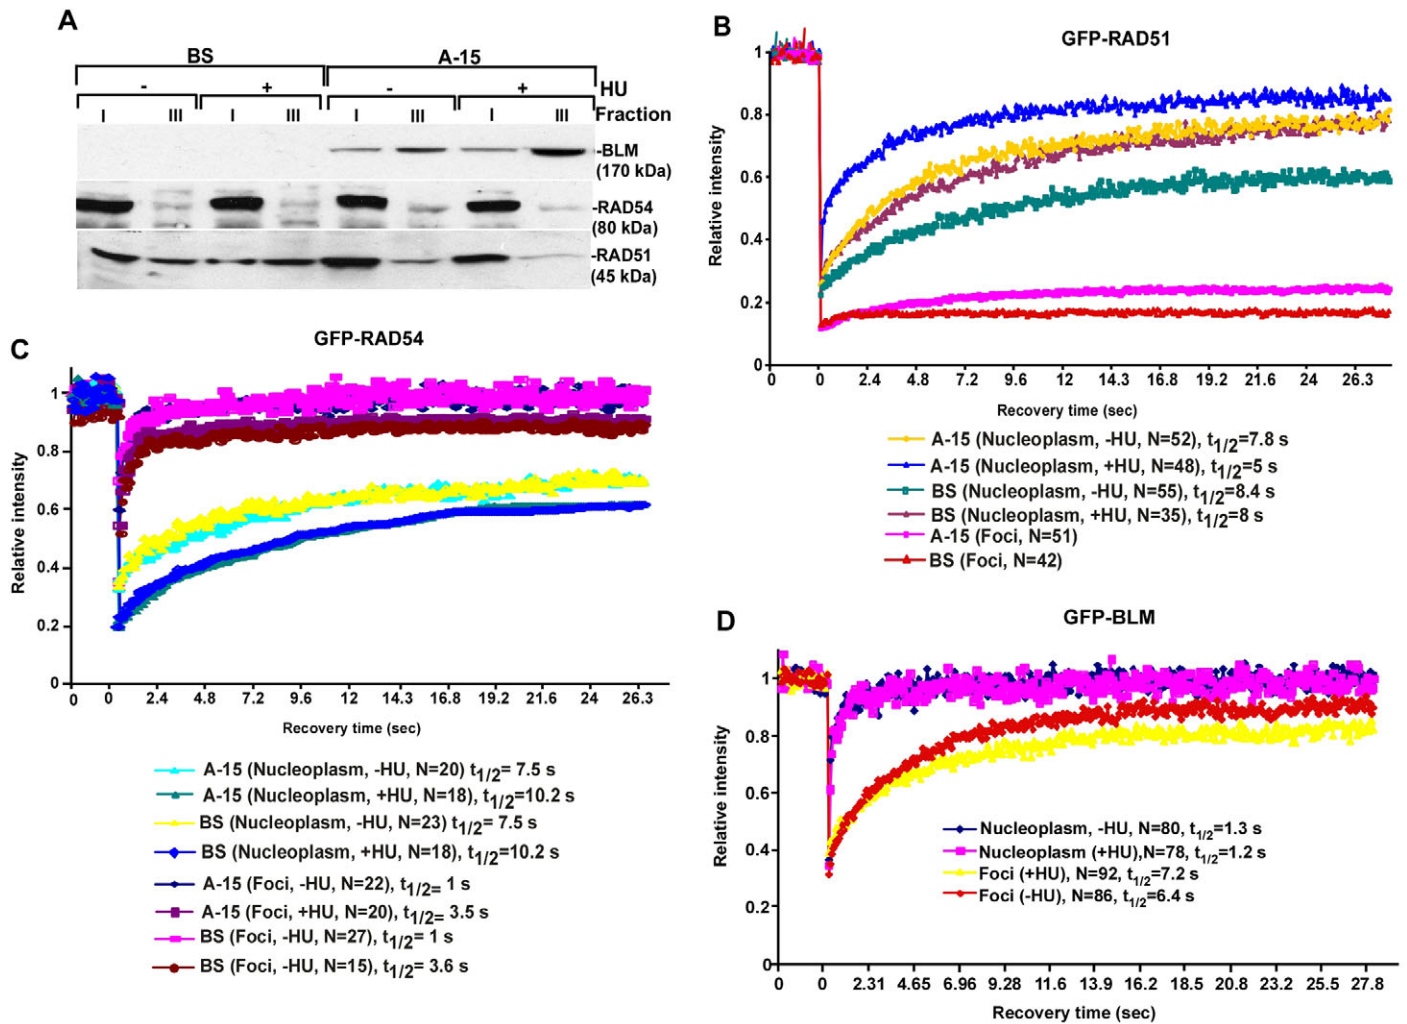 A
BS
A-15
- + - + HU
I III I III I III I III Fraction
-BLM
(170 kDa)
-RAD54
(80 kDa)
-RAD51
(45 kDa)
B
GFP-RAD51
Relative intensity
1
0.8
0.6
0.4
0.2
0
0 0 2.4 4.8 7.2 9.6 12 14.3 16.8 19.2 21.6 24 26.3
Recovery time (sec)
A-15 (Nucleoplasm, -HU, N=52), t1/2=7.8 s
A-15 (Nucleoplasm, +HU, N=48), t1/2=5 s
BS (Nucleoplasm, -HU, N=55), t1/2=8.4 s
BS (Nucleoplasm, +HU, N=35), t1/2=8 s
A-15 (Foci, N=51)
BS (Foci, N=42)
C
GFP-RAD54
Relative intensity
1
0.8
0.6
0.4
0.2
0
0 0 2.4 4.8 7.2 9.6 12 14.3 16.8 19.2 21.6 24 26.3
Recovery time (sec)
A-15 (Nucleoplasm, -HU, N=20) t1/2= 7.5 s
A-15 (Nucleoplasm, +HU, N=18), t1/2=10.2 s
BS (Nucleoplasm, -HU, N=23) t1/2= 7.5 s
BS (Nucleoplasm, +HU, N=18), t1/2=10.2 s
A-15 (Foci, -HU, N=22), t1/2= 1 s
A-15 (Foci, +HU, N=20), t1/2= 3.5 s
BS (Foci, -HU, N=27), t1/2= 1 s
BS (Foci, -HU, N=15), t1/2= 3.6 s
D
GFP-BLM
Relative intensity
1
0.8
0.6
0.4
0.2
0
0 0 2.31 4.65 6.96 9.28 11.6 13.9 16.2 18.5 20.8 23.2 25.5 27.8
Recovery time (sec)
Nucleoplasm, -HU, N=80, t1/2=1.3 s
Nucleoplasm (+HU),N=78, t1/2=1.2 s
Foci (+HU), N=92, t1/2=7.2 s
Foci (-HU), N=86, t1/2=6.4 s